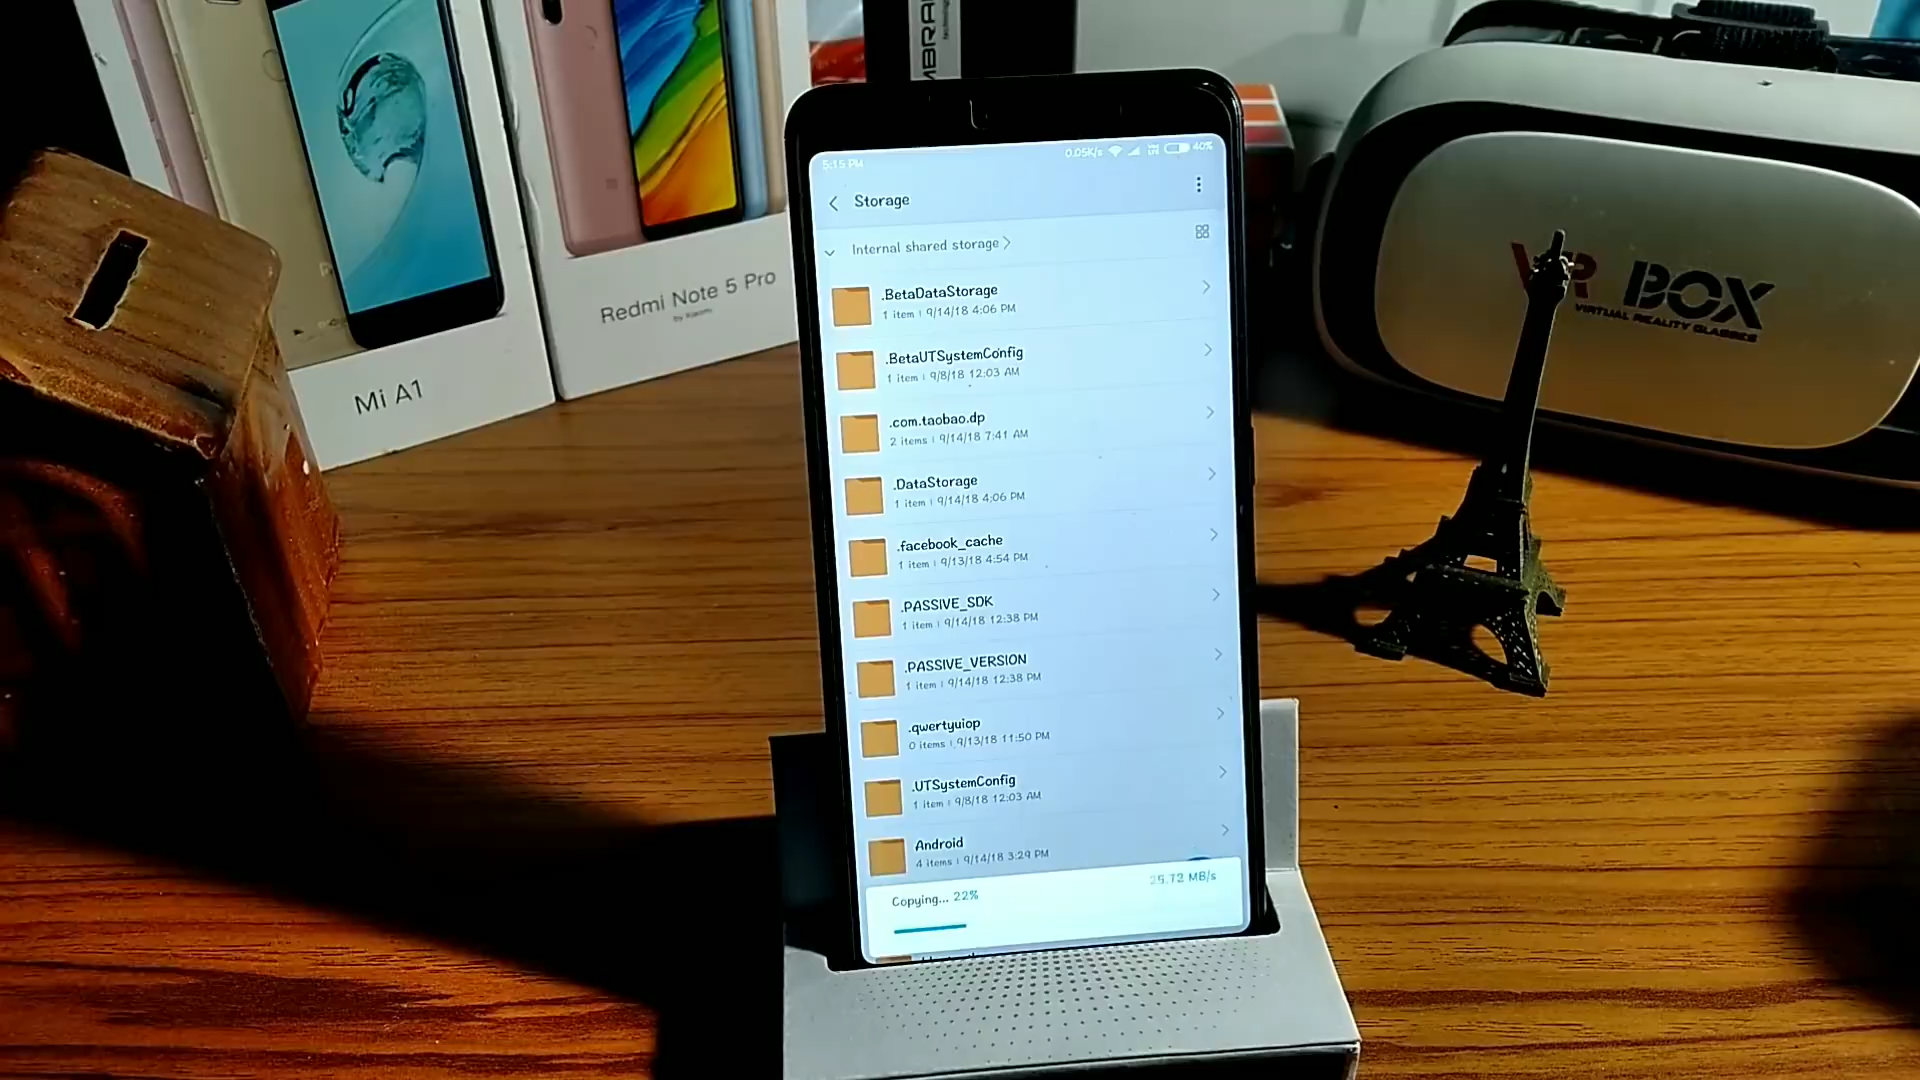 Mi A1
Redmi Note 5 Pro
by Xiaomi
VR BOX
VIRTUAL REALITY GLASSES
5:15 PM
0.05K/s
40%
Storage
Internal shared storage
.BetaDataStorage
1 item | 9/14/18 4:06 PM
.BetaUTSystemConfig
1 item | 9/8/18 12:03 AM
.com.taobao.dp
2 items | 9/14/18 7:41 AM
.DataStorage
1 item | 9/14/18 4:06 PM
.facebook_cache
1 item | 9/13/18 4:54 PM
.PASSIVE_SDK
1 item | 9/14/18 12:38 PM
.PASSIVE_VERSION
1 item | 9/14/18 12:38 PM
.qwertyuiop
0 items | 9/13/18 11:50 PM
.UTSystemConfig
1 item | 9/8/18 12:03 AM
Android
4 items | 9/14/18 3:29 PM
Copying... 22%
25.72 MB/s